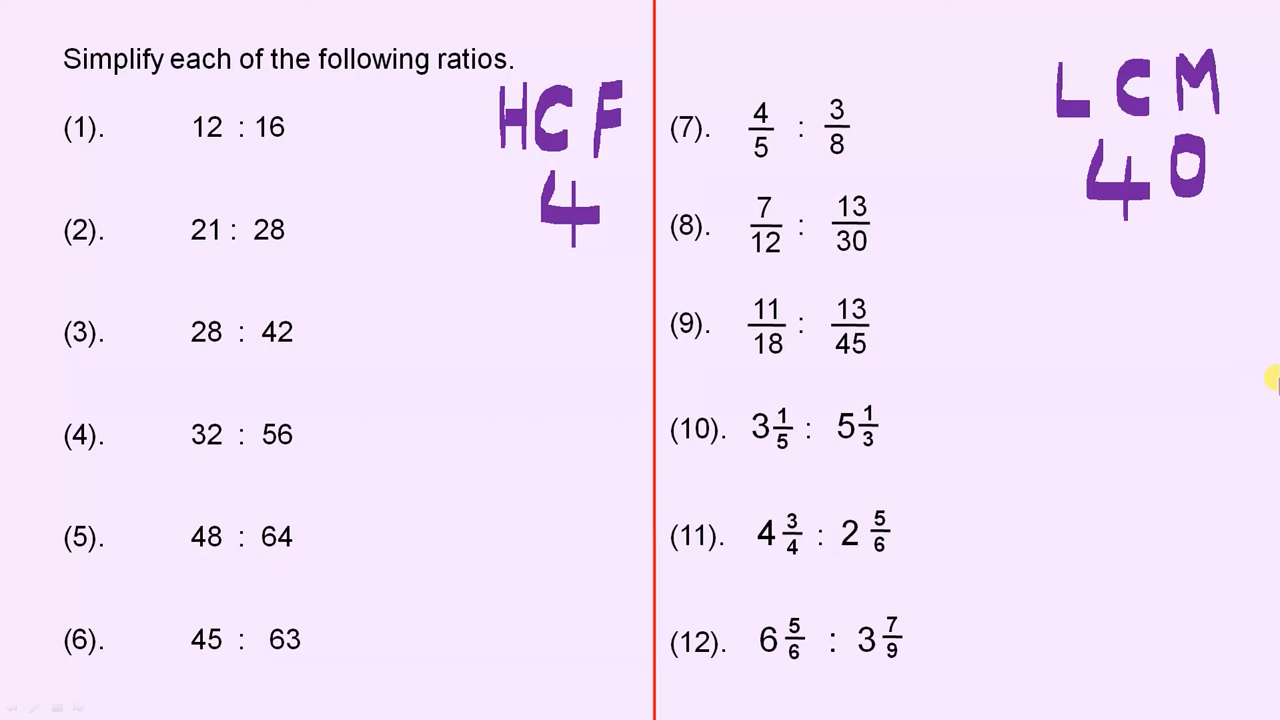 Simplify each of the following ratios.
HCF
4
(1). 12 : 16
(2). 21 : 28
(3). 28 : 42
(4). 32 : 56
(5). 48 : 64
(6). 45 : 63
LCM
40
(7). 4/5 : 3/8
(8). 7/12 : 13/30
(9). 11/18 : 13/45
(10). 3 1/5 : 5 1/3
(11). 4 3/4 : 2 5/6
(12). 6 5/6 : 3 7/9